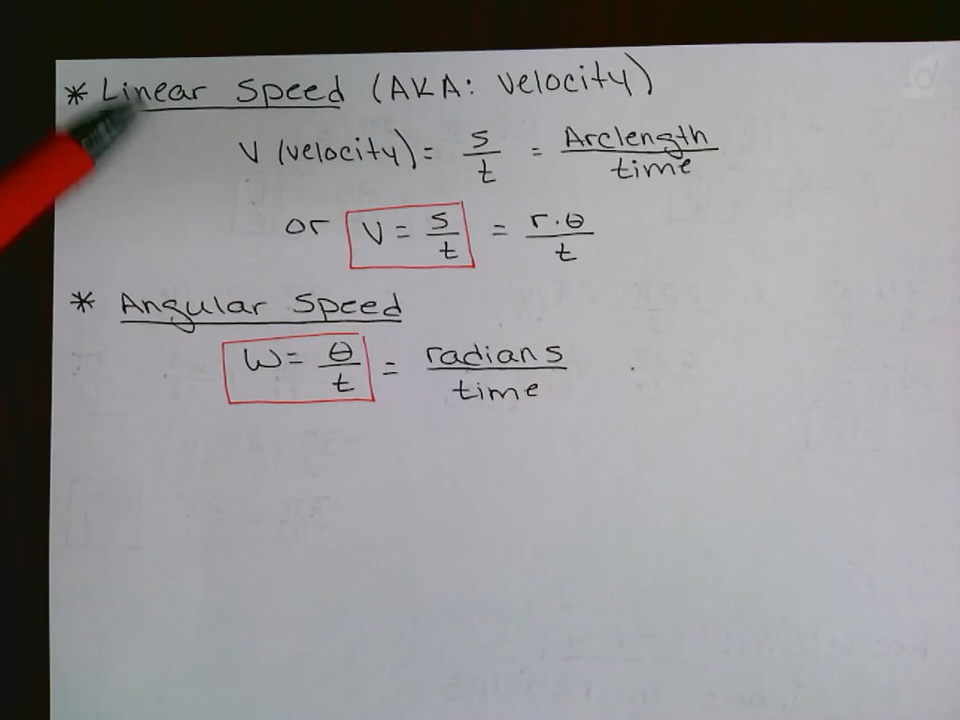 * Linear Speed (AKA: Velocity)
V (velocity) = s/t = Arclength/time
or V = s/t = r·θ/t
* Angular Speed
W = θ/t = radians/time